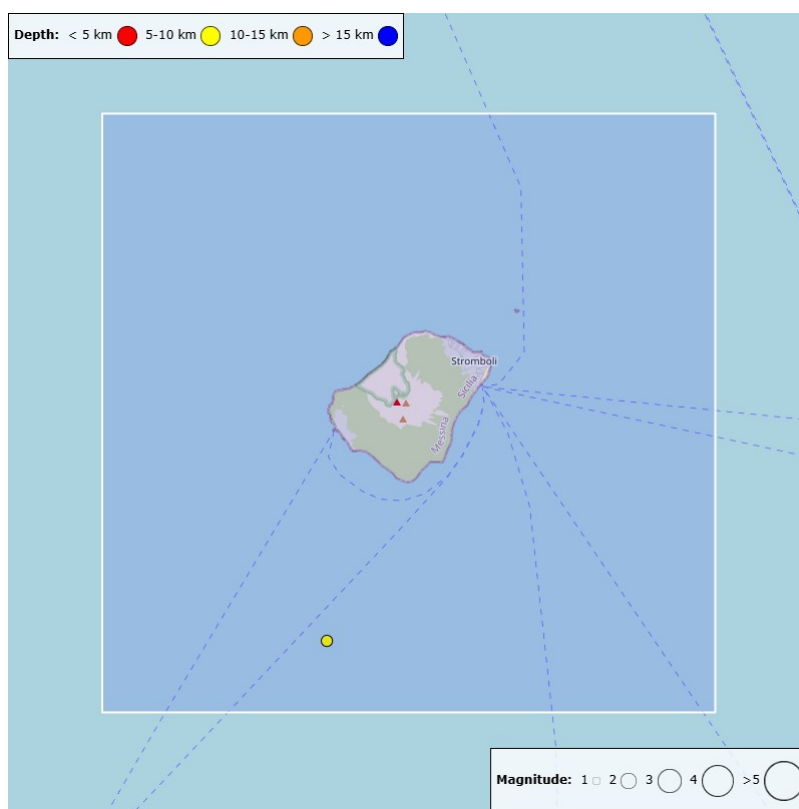 Depth: < 5 km 5-10 km 10-15 km > 15 km
Stromboli
Sicilia
Messina
Magnitude: 1 2 3 4 >5